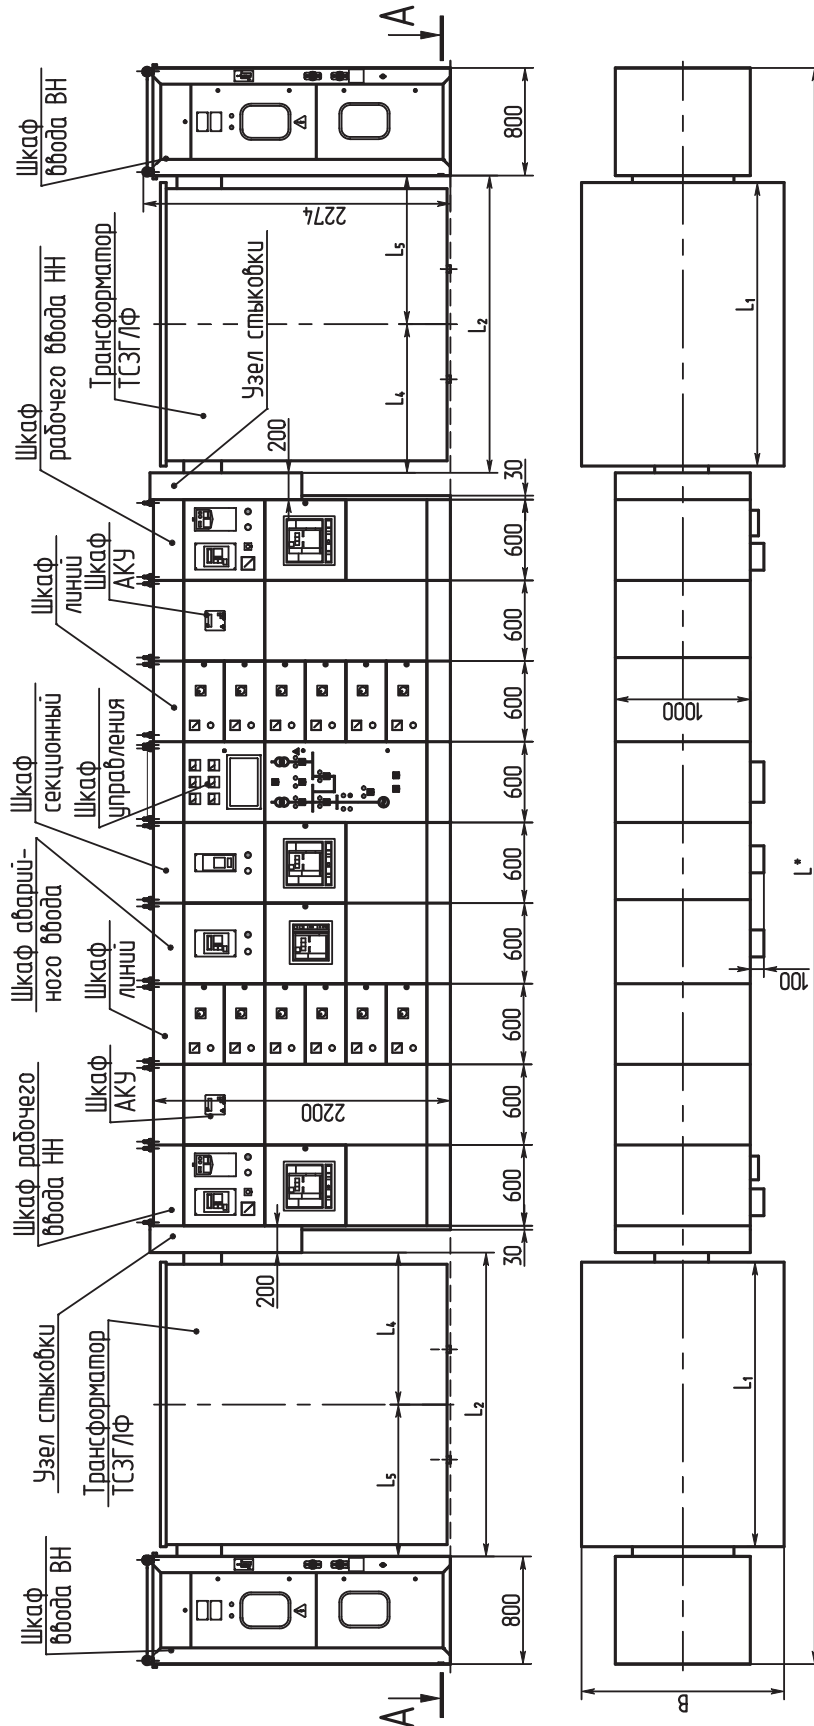 Шкаф
ввода ВН
Узел стыковки
Трансформатор
ТСЗГЛФ
Шкаф рабочего
ввода НН
Шкаф
АКУ
Шкаф
линий
Шкаф аварий-
ного ввода
Шкаф
секционный
Шкаф
управления
Шкаф
линий
Шкаф
АКУ
Шкаф
рабочего ввода НН
Трансформатор
ТСЗГЛФ
Узел стыковки
Шкаф
ввода ВН
200
2200
200
2274
L5
L4
L4
L5
A
A
L2
L2
800
30
600
600
600
600
600
600
600
600
600
30
800
B
L1
1000
L1
100
L*